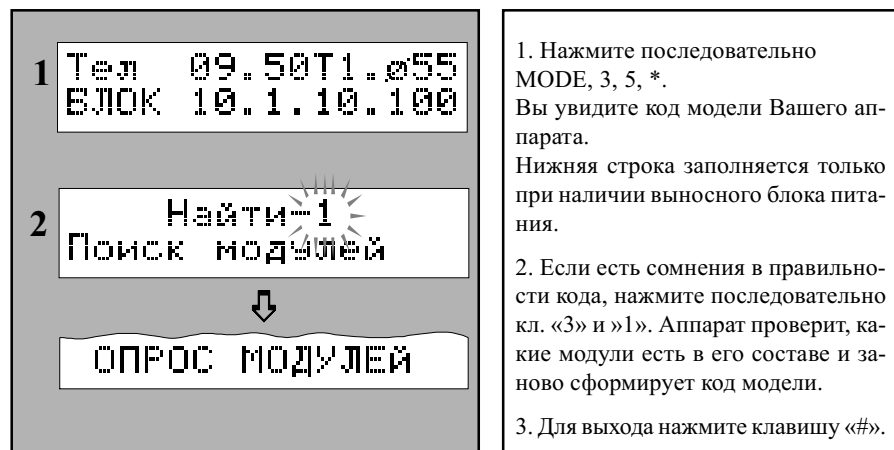 1
Тел 09.50Т1.ø55
БЛОК 10.1.10.100
2
Найти-1
Поиск модулей
ОПРОС МОДУЛЕЙ
1. Нажмите последовательно
MODE, 3, 5, *.
Вы увидите код модели Вашего ап-
парата.
Нижняя строка заполняется только
при наличии выносного блока пита-
ния.
2. Если есть сомнения в правильно-
сти кода, нажмите последовательно
кл. «3» и »1». Аппарат проверит, ка-
кие модули есть в его составе и за-
ново сформирует код модели.
3. Для выхода нажмите клавишу «#».